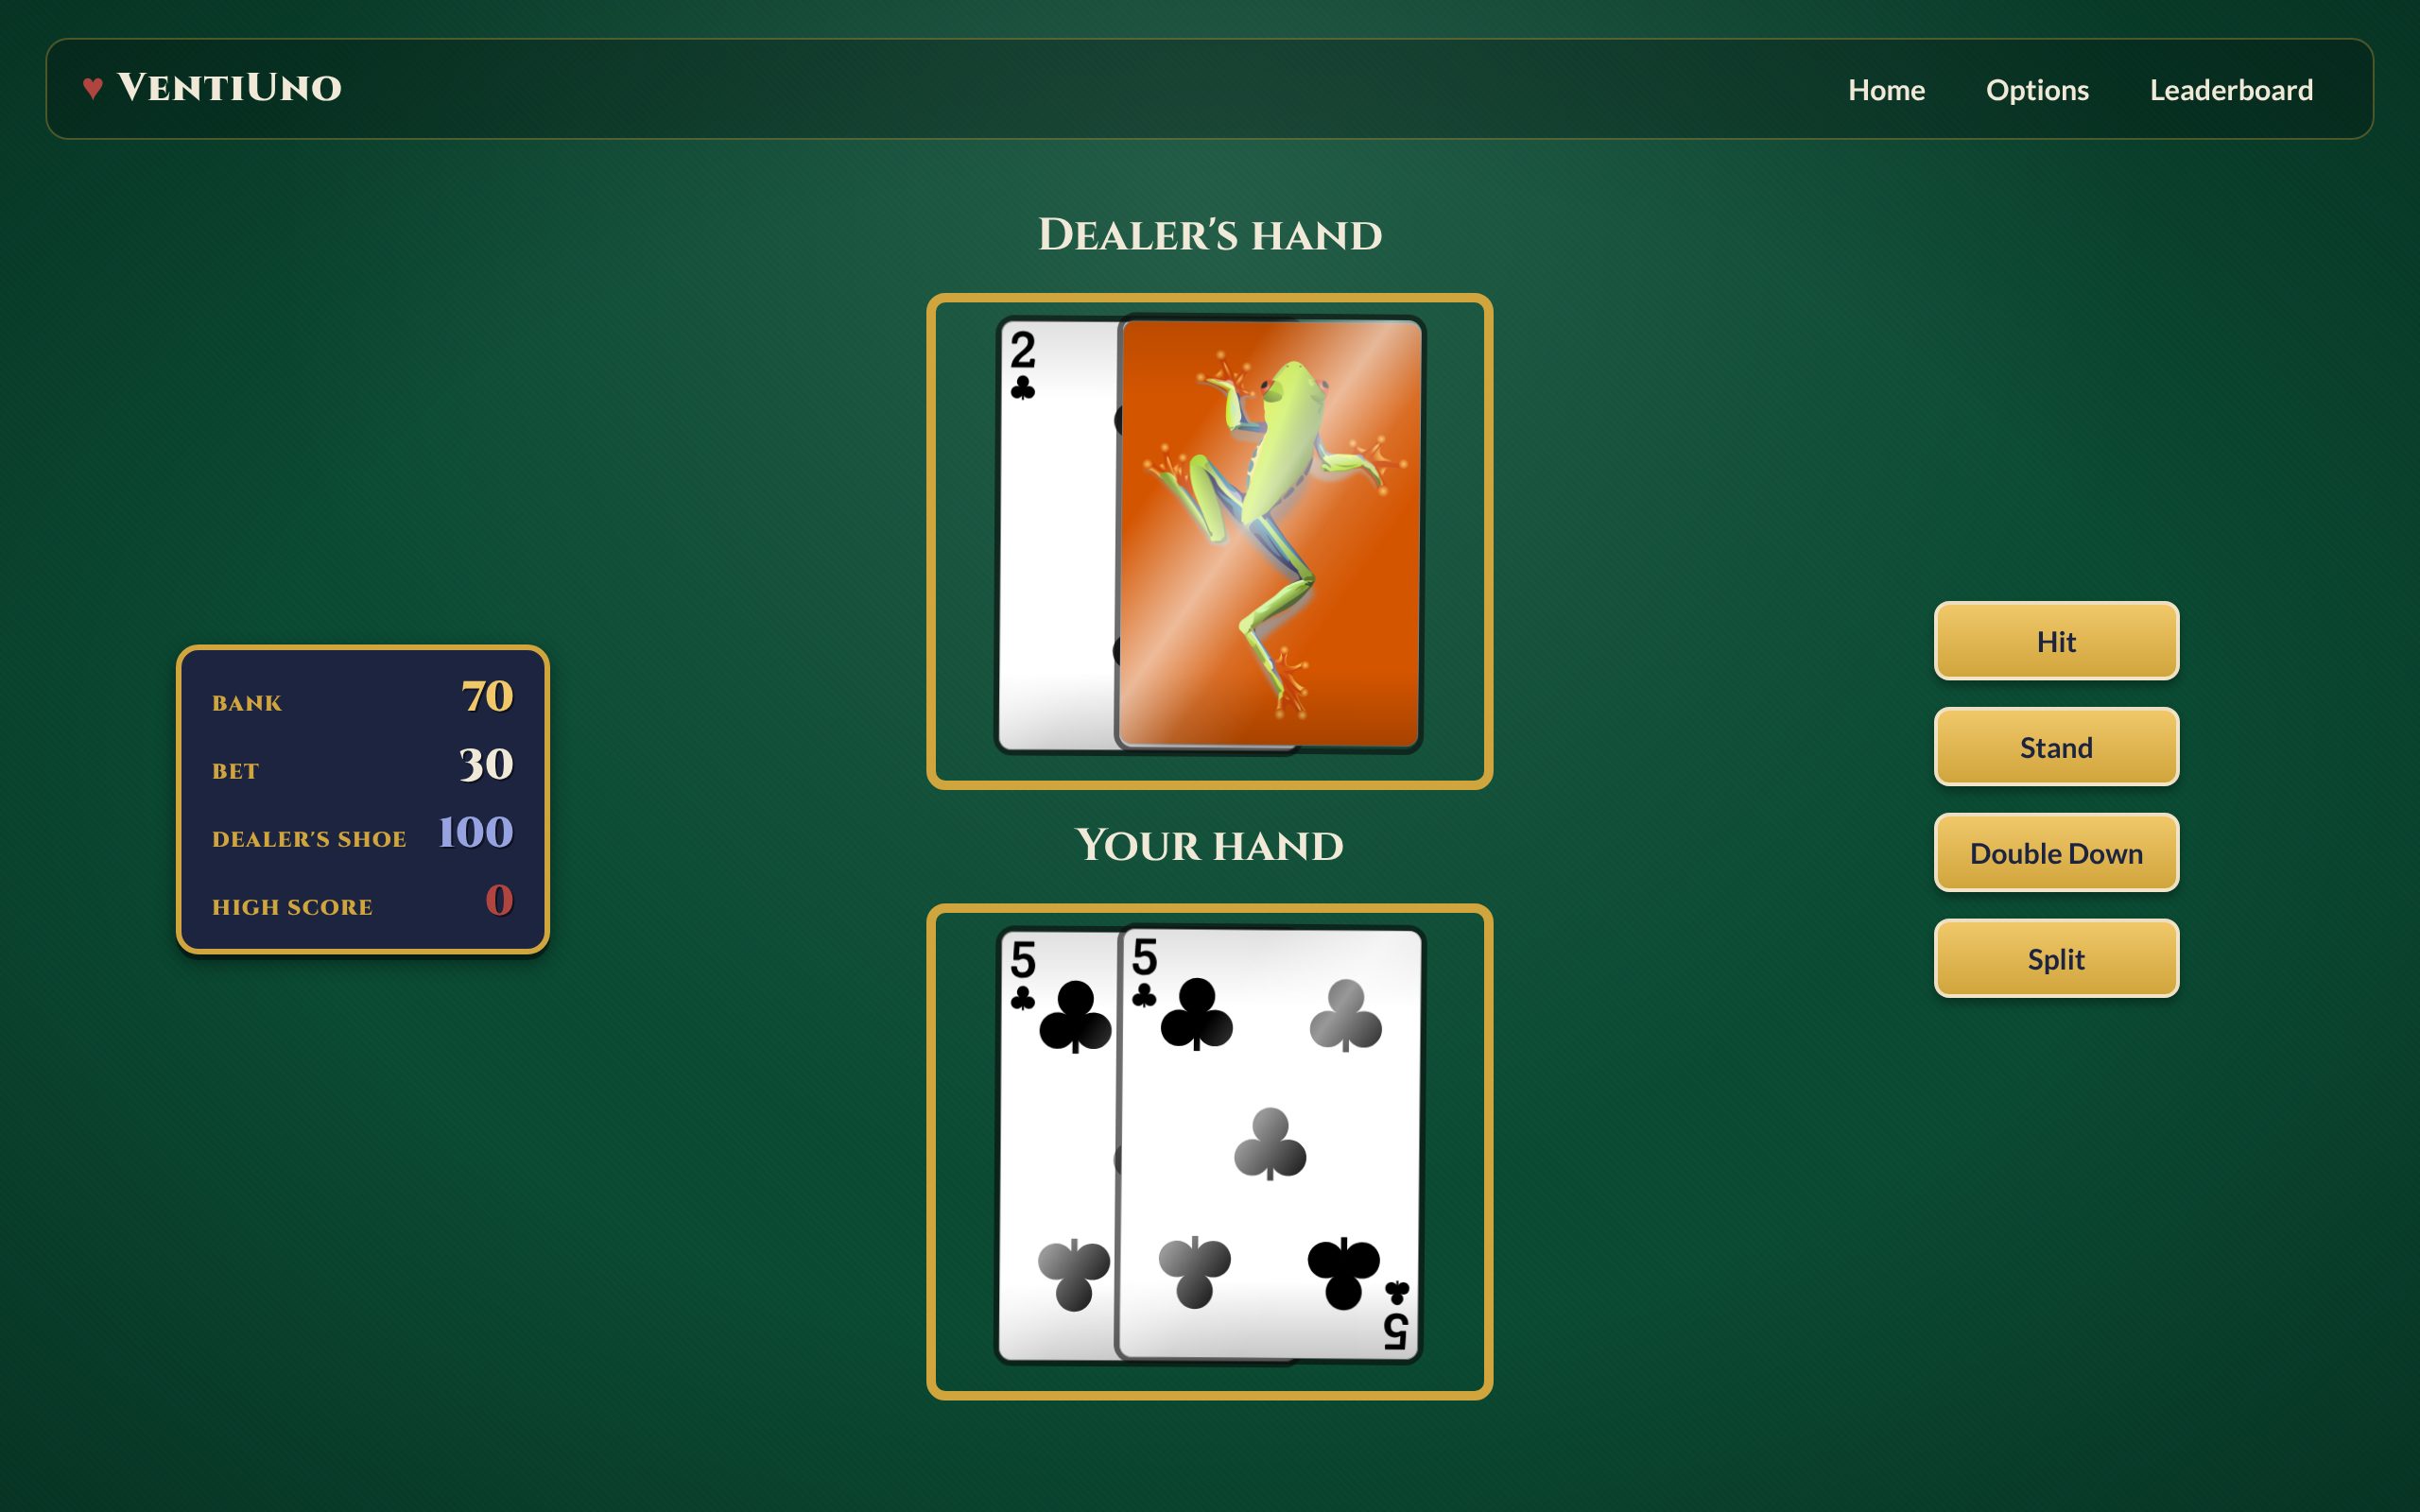 ♥ VentiUno
Home Options Leaderboard
Dealer's hand
2
♣
Bank 70
Bet 30
Dealer's shoe 100
High score 0
Hit
Stand
Double Down
Split
Your hand
5 5
♣ ♣
5